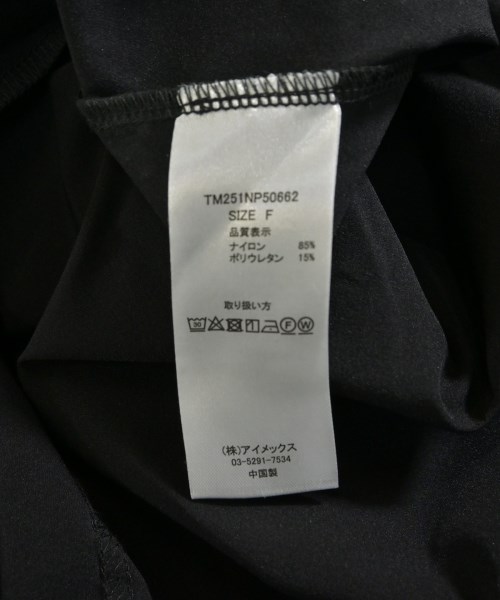 TM251NP50662
SIZE F
品質表示
ナイロン 85%
ポリウレタン 15%
取り扱い方
30 F W
(株)アイメックス
03-5291-7534
中国製